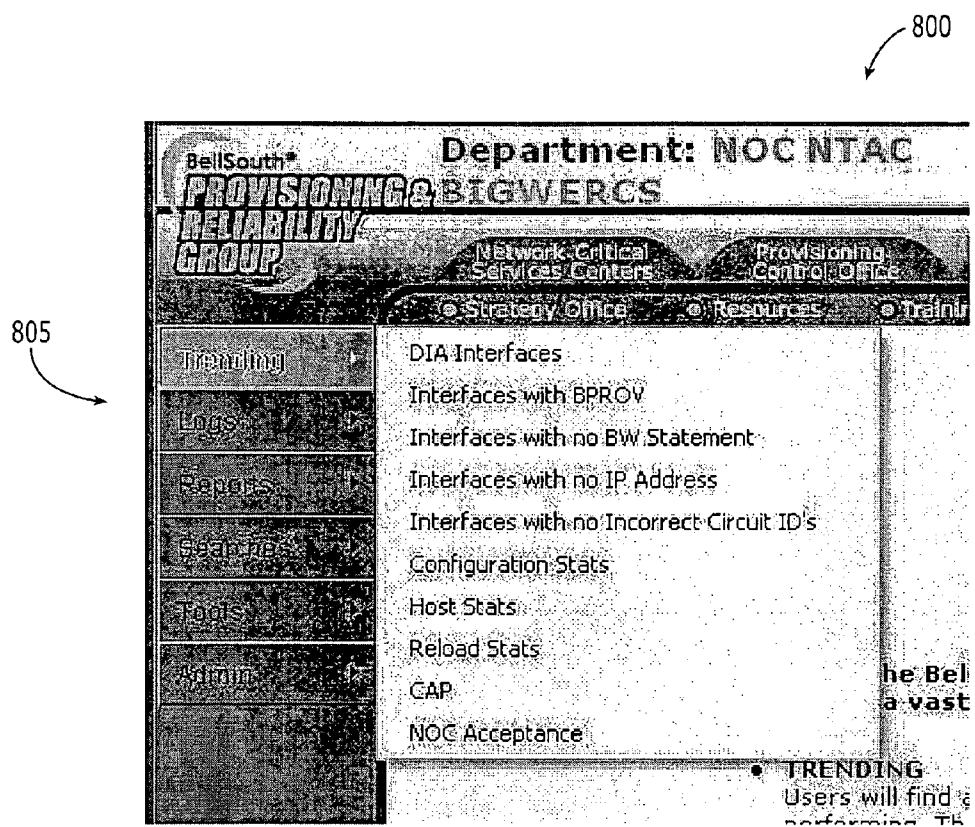 800
BellSouth®
PROVISIONING &
RELIABILITY
GROUP
Department: NOC NTAC
BIGWERCS
Network Critical
Services Centers
Provisioning
Control Office
Strategy Office
Resources
805
Trending
Logs
Reports
Searches
Tools
Admin
DIA Interfaces
Interfaces with BPROV
Interfaces with no BW Statement
Interfaces with no IP Address
Interfaces with no Incorrect Circuit ID's
Configuration Stats
Host Stats
Reload Stats
CAP
NOC Acceptance
he Bel
a vast
• TRENDING
Users will find a
performing. Th